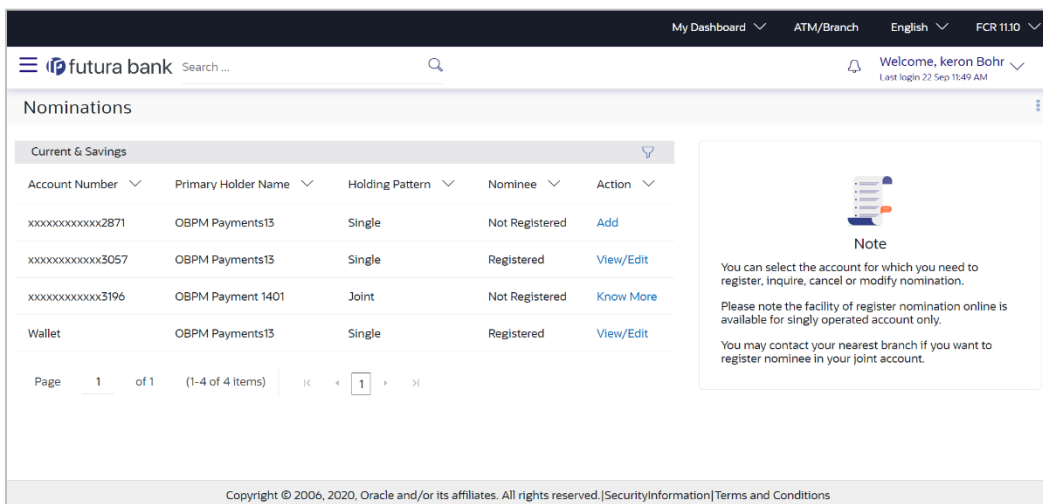 My Dashboard ATM/Branch English FCR 11.10
futura bank Search ... Welcome, keron Bohr
Last login 22 Sep 11:49 AM
Nominations
Current & Savings
Account Number Primary Holder Name Holding Pattern Nominee Action
xxxxxxxxxxxx2871 OBPM Payments13 Single Not Registered Add
xxxxxxxxxxxx3057 OBPM Payments13 Single Registered View/Edit
xxxxxxxxxxxx3196 OBPM Payment 1401 Joint Not Registered Know More
Wallet OBPM Payments13 Single Registered View/Edit
Page 1 of 1 (1-4 of 4 items) 1
Note
You can select the account for which you need to
register, inquire, cancel or modify nomination.
Please note the facility of register nomination online is
available for singly operated account only.
You may contact your nearest branch if you want to
register nominee in your joint account.
Copyright © 2006, 2020, Oracle and/or its affiliates. All rights reserved.|SecurityInformation|Terms and Conditions